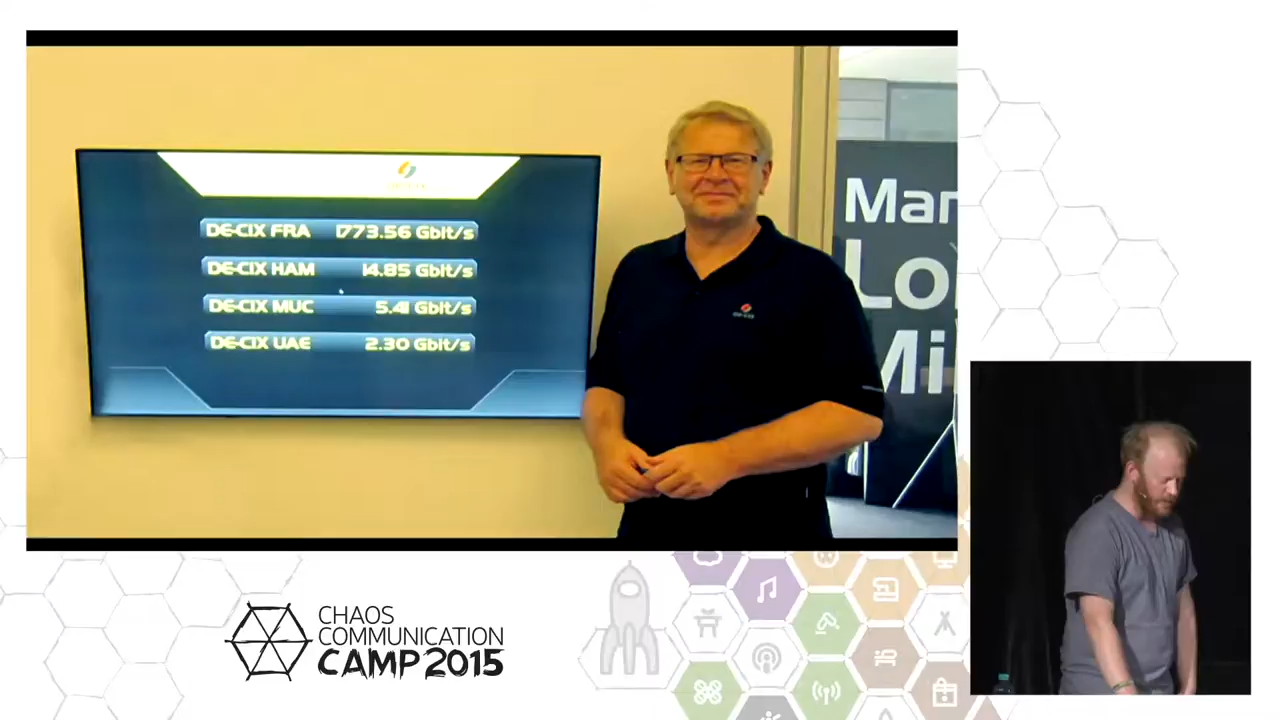 DE-CIX FRA 1773.56 Gbit/s
DE-CIX HAM 14.85 Gbit/s
DE-CIX MUC 5.41 Gbit/s
DE-CIX UAE 2.30 Gbit/s
Mar
Lo
Mi
CHAOS
COMMUNICATION
CAMP 2015